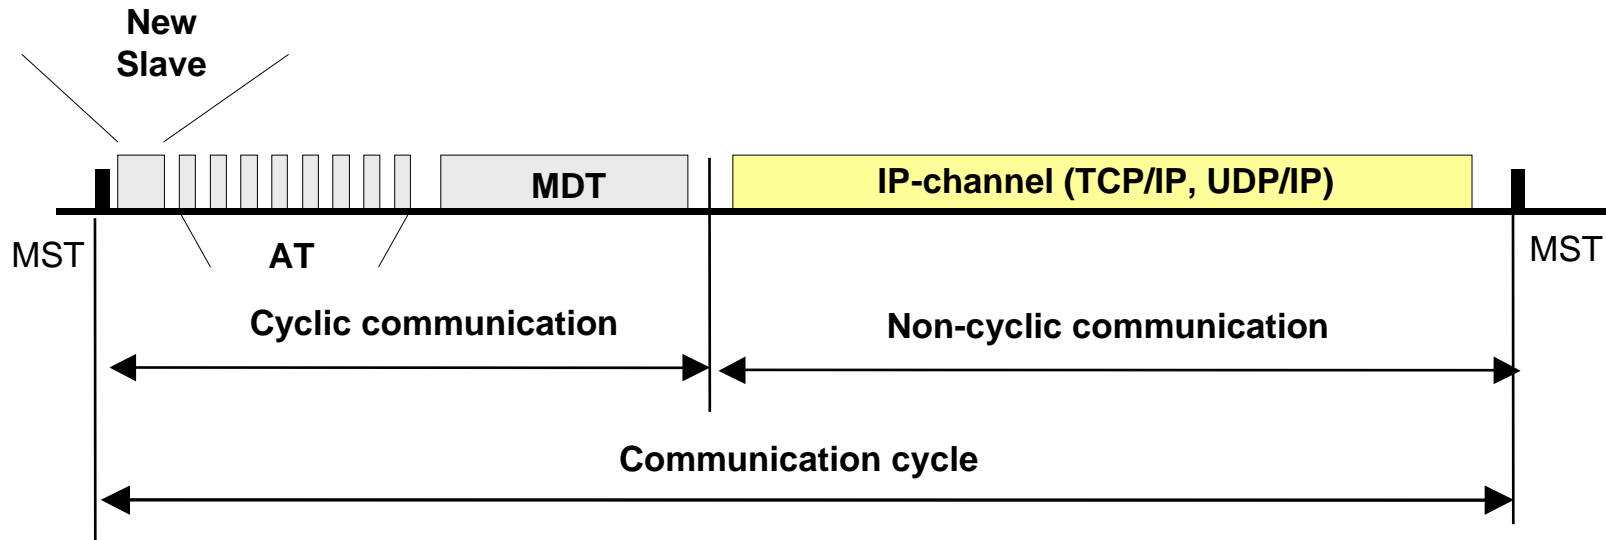 New
Slave
MDT
IP-channel (TCP/IP, UDP/IP)
MST
AT
MST
Cyclic communication
Non-cyclic communication
Communication cycle